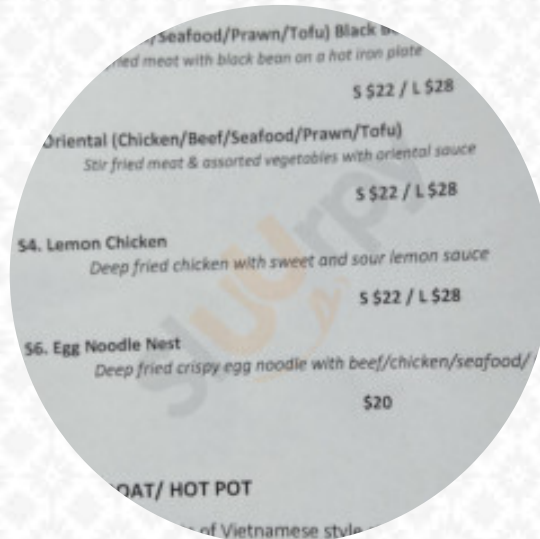 /Seafood/Prawn/Tofu) Black
meat with black bean on a hot iron plate
S $22 / L $28
Oriental (Chicken/Beef/Seafood/Prawn/Tofu)
Stir fried meat & assorted vegetables with oriental sauce
S $22 / L $28
S4. Lemon Chicken
Deep fried chicken with sweet and sour lemon sauce
S $22 / L $28
S6. Egg Noodle Nest
Deep fried crispy egg noodle with beef/chicken/seafood/
$20
HOT POT
of Vietnamese style
sluurpy